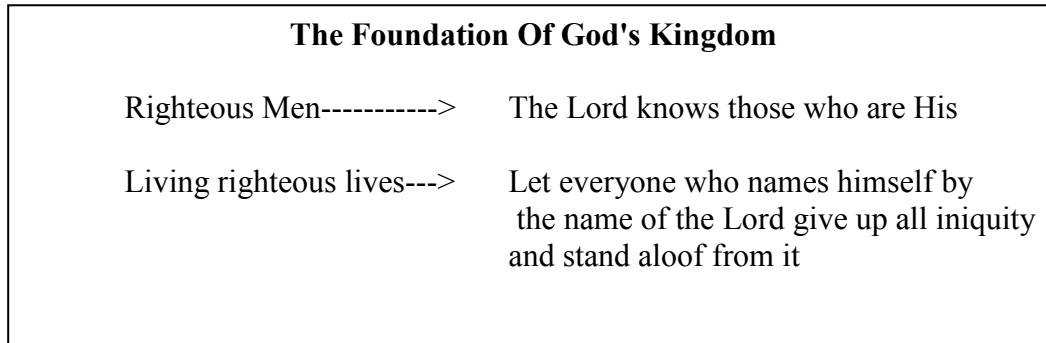 The Foundation Of God's Kingdom
Righteous Men-----------> The Lord knows those who are His
Living righteous lives---> Let everyone who names himself by
the name of the Lord give up all iniquity
and stand aloof from it